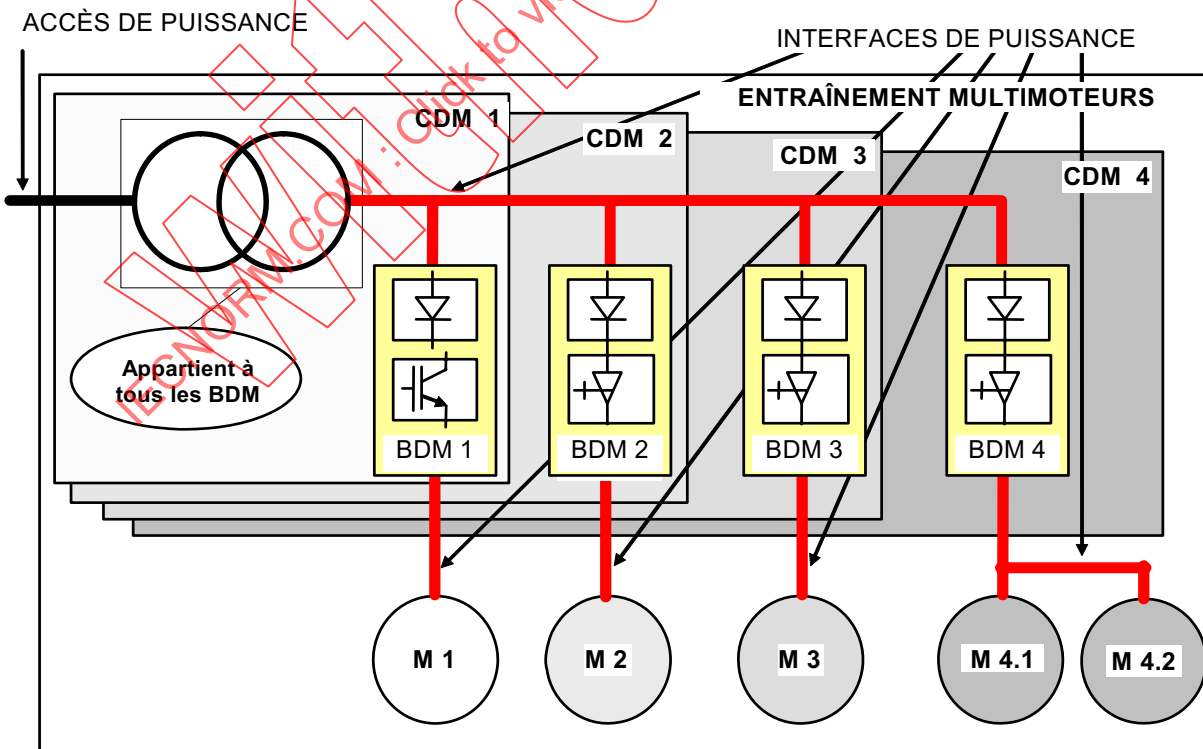 ACCÈS DE PUISSANCE
INTERFACES DE PUISSANCE
ENTRAÎNEMENT MULTIMOTEURS
CDM 1
CDM 2
CDM 3
CDM 4
Appartient à
tous les BDM
BDM 1
BDM 2
BDM 3
BDM 4
M 1
M 2
M 3
M 4.1
M 4.2
IECNORM.COM : Click to